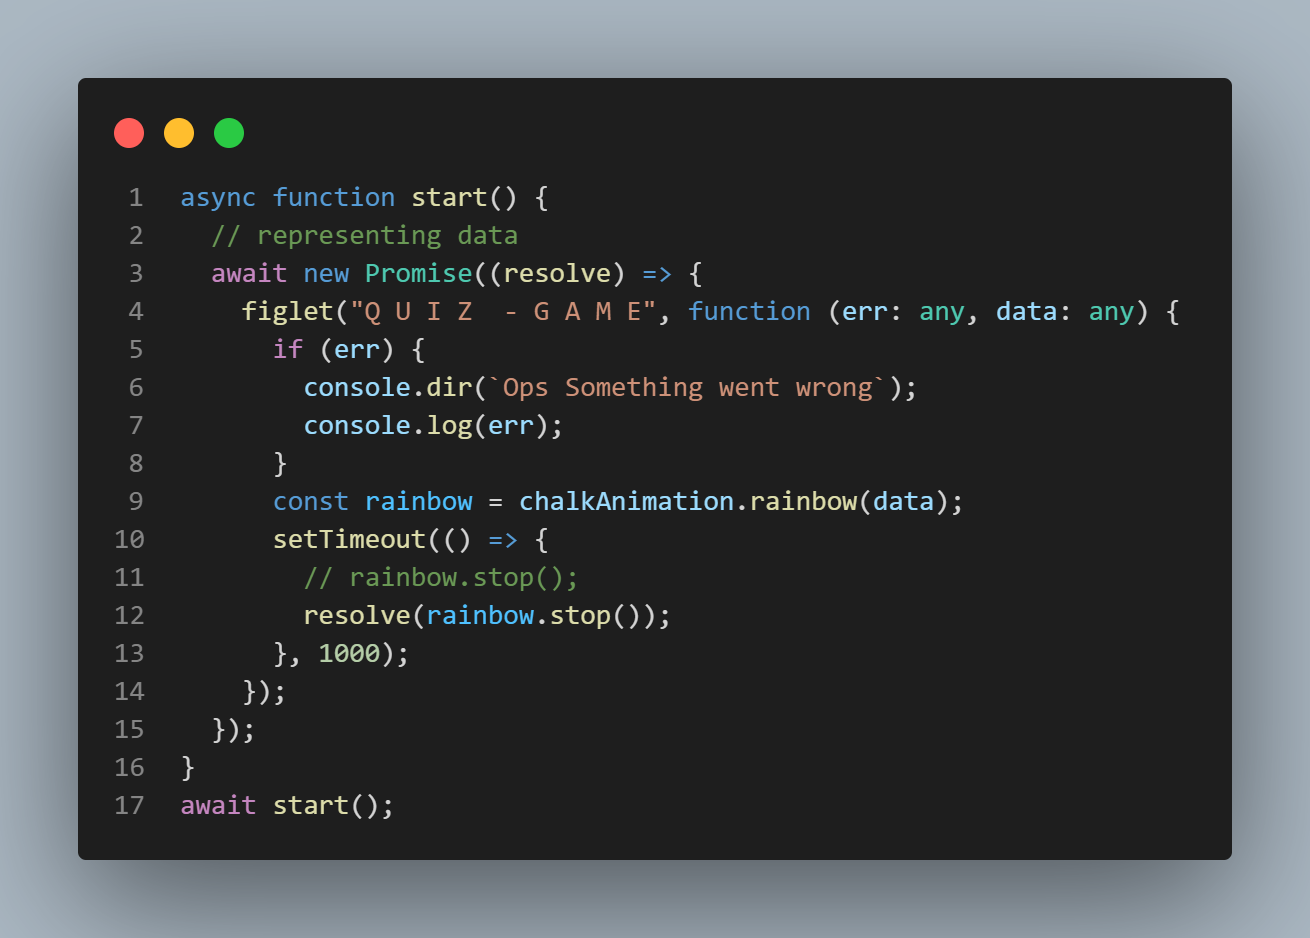 1 async function start() {
2   // representing data
3   await new Promise((resolve) => {
4     figlet("Q U I Z  - G A M E", function (err: any, data: any) {
5       if (err) {
6         console.dir(`Ops Something went wrong`);
7         console.log(err);
8       }
9       const rainbow = chalkAnimation.rainbow(data);
10       setTimeout(() => {
11         // rainbow.stop();
12         resolve(rainbow.stop());
13       }, 1000);
14     });
15   });
16 }
17 await start();